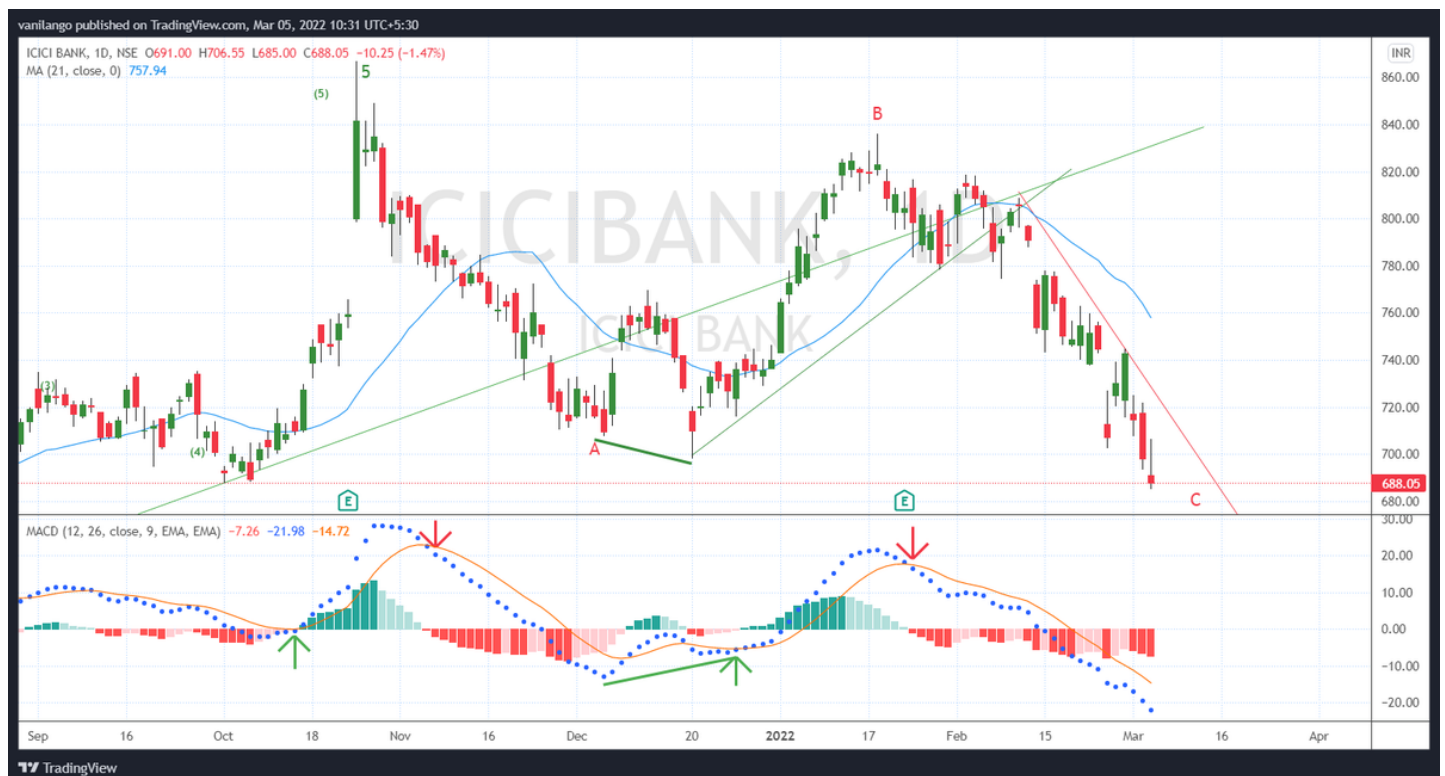 vanilango published on TradingView.com, Mar 05, 2022 10:31 UTC+5:30
ICICI BANK, 1D, NSE O691.00 H706.55 L685.00 C688.05 −10.25 (−1.47%)
MA (21, close, 0) 757.94
INR
860.00
840.00
820.00
800.00
780.00
760.00
740.00
720.00
700.00
688.05
680.00
ICICIBANK, 1D
ICICI BANK
(3)
(4)
(5)
5
A
B
C
E
E
MACD (12, 26, close, 9, EMA, EMA) −7.26 −21.98 −14.72
30.00
20.00
10.00
0.00
−10.00
−20.00
Sep 16 Oct 18 Nov 16 Dec 20 2022 17 Feb 15 Mar 16 Apr
TradingView